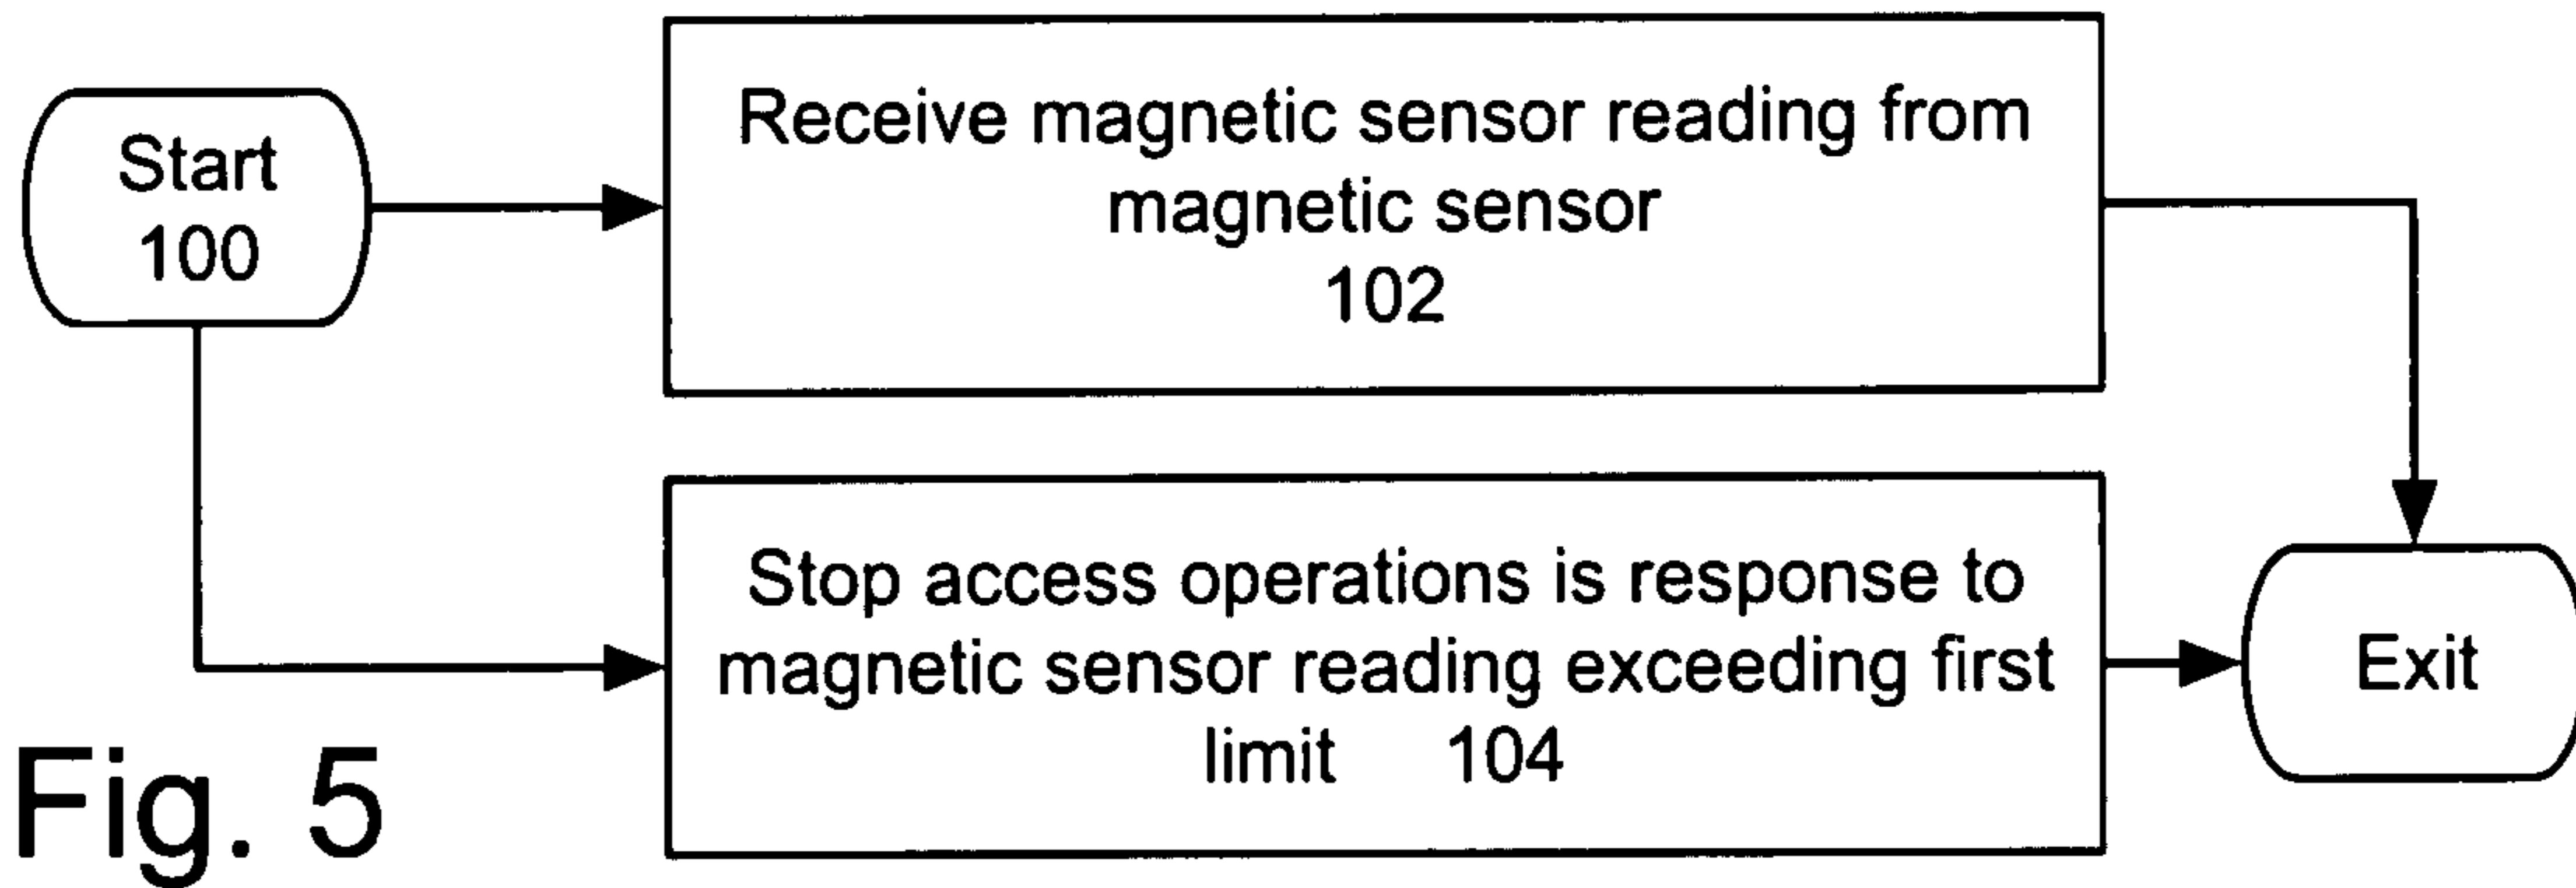 Start
100
Receive magnetic sensor reading from
magnetic sensor
102
Stop access operations is response to
magnetic sensor reading exceeding first
limit 104
Exit
Fig. 5